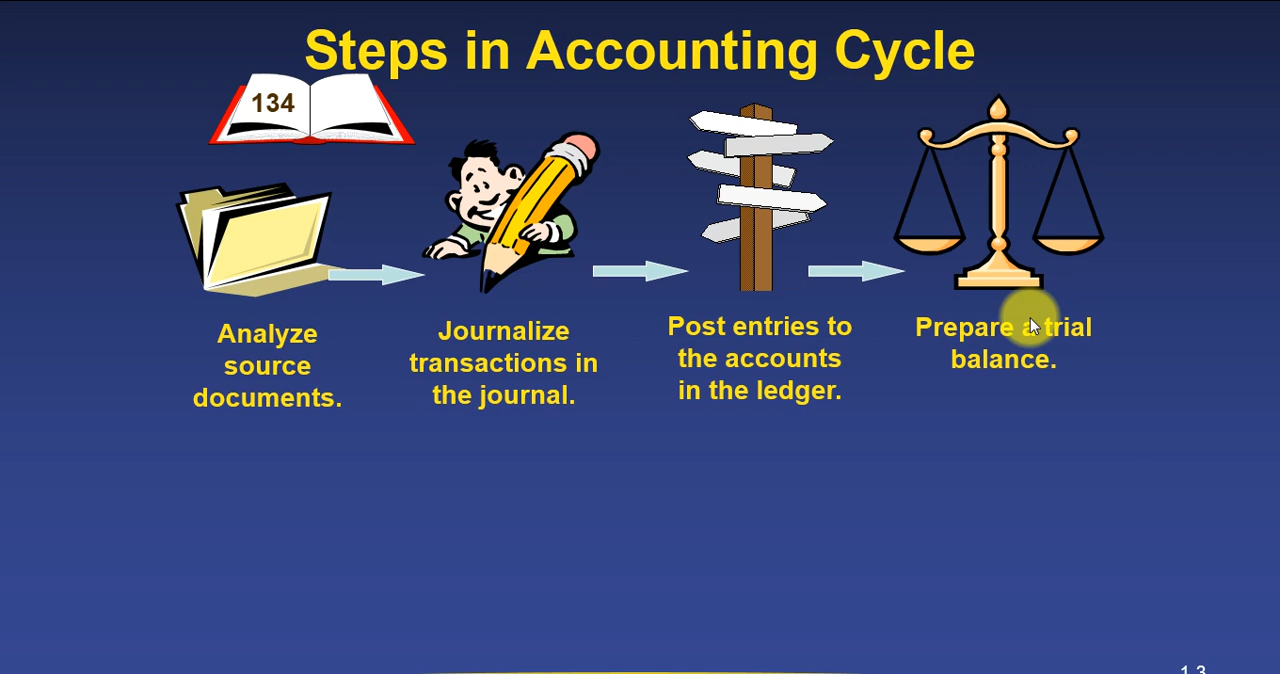 Steps in Accounting Cycle
134
Analyze
source
documents.
Journalize
transactions in
the journal.
Post entries to
the accounts
in the ledger.
Prepare a trial
balance.